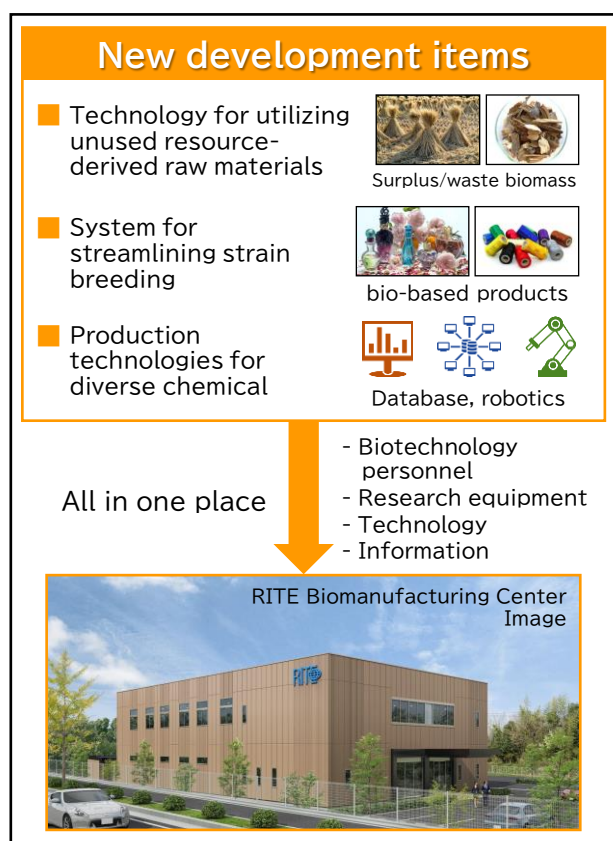 New development items
■ Technology for utilizing
unused resource-
derived raw materials
Surplus/waste biomass
■ System for
streamlining strain
breeding
bio-based products
■ Production
technologies for
diverse chemical
Database, robotics
All in one place
- Biotechnology
personnel
- Research equipment
- Technology
- Information
RITE Biomanufacturing Center
Image
RITE